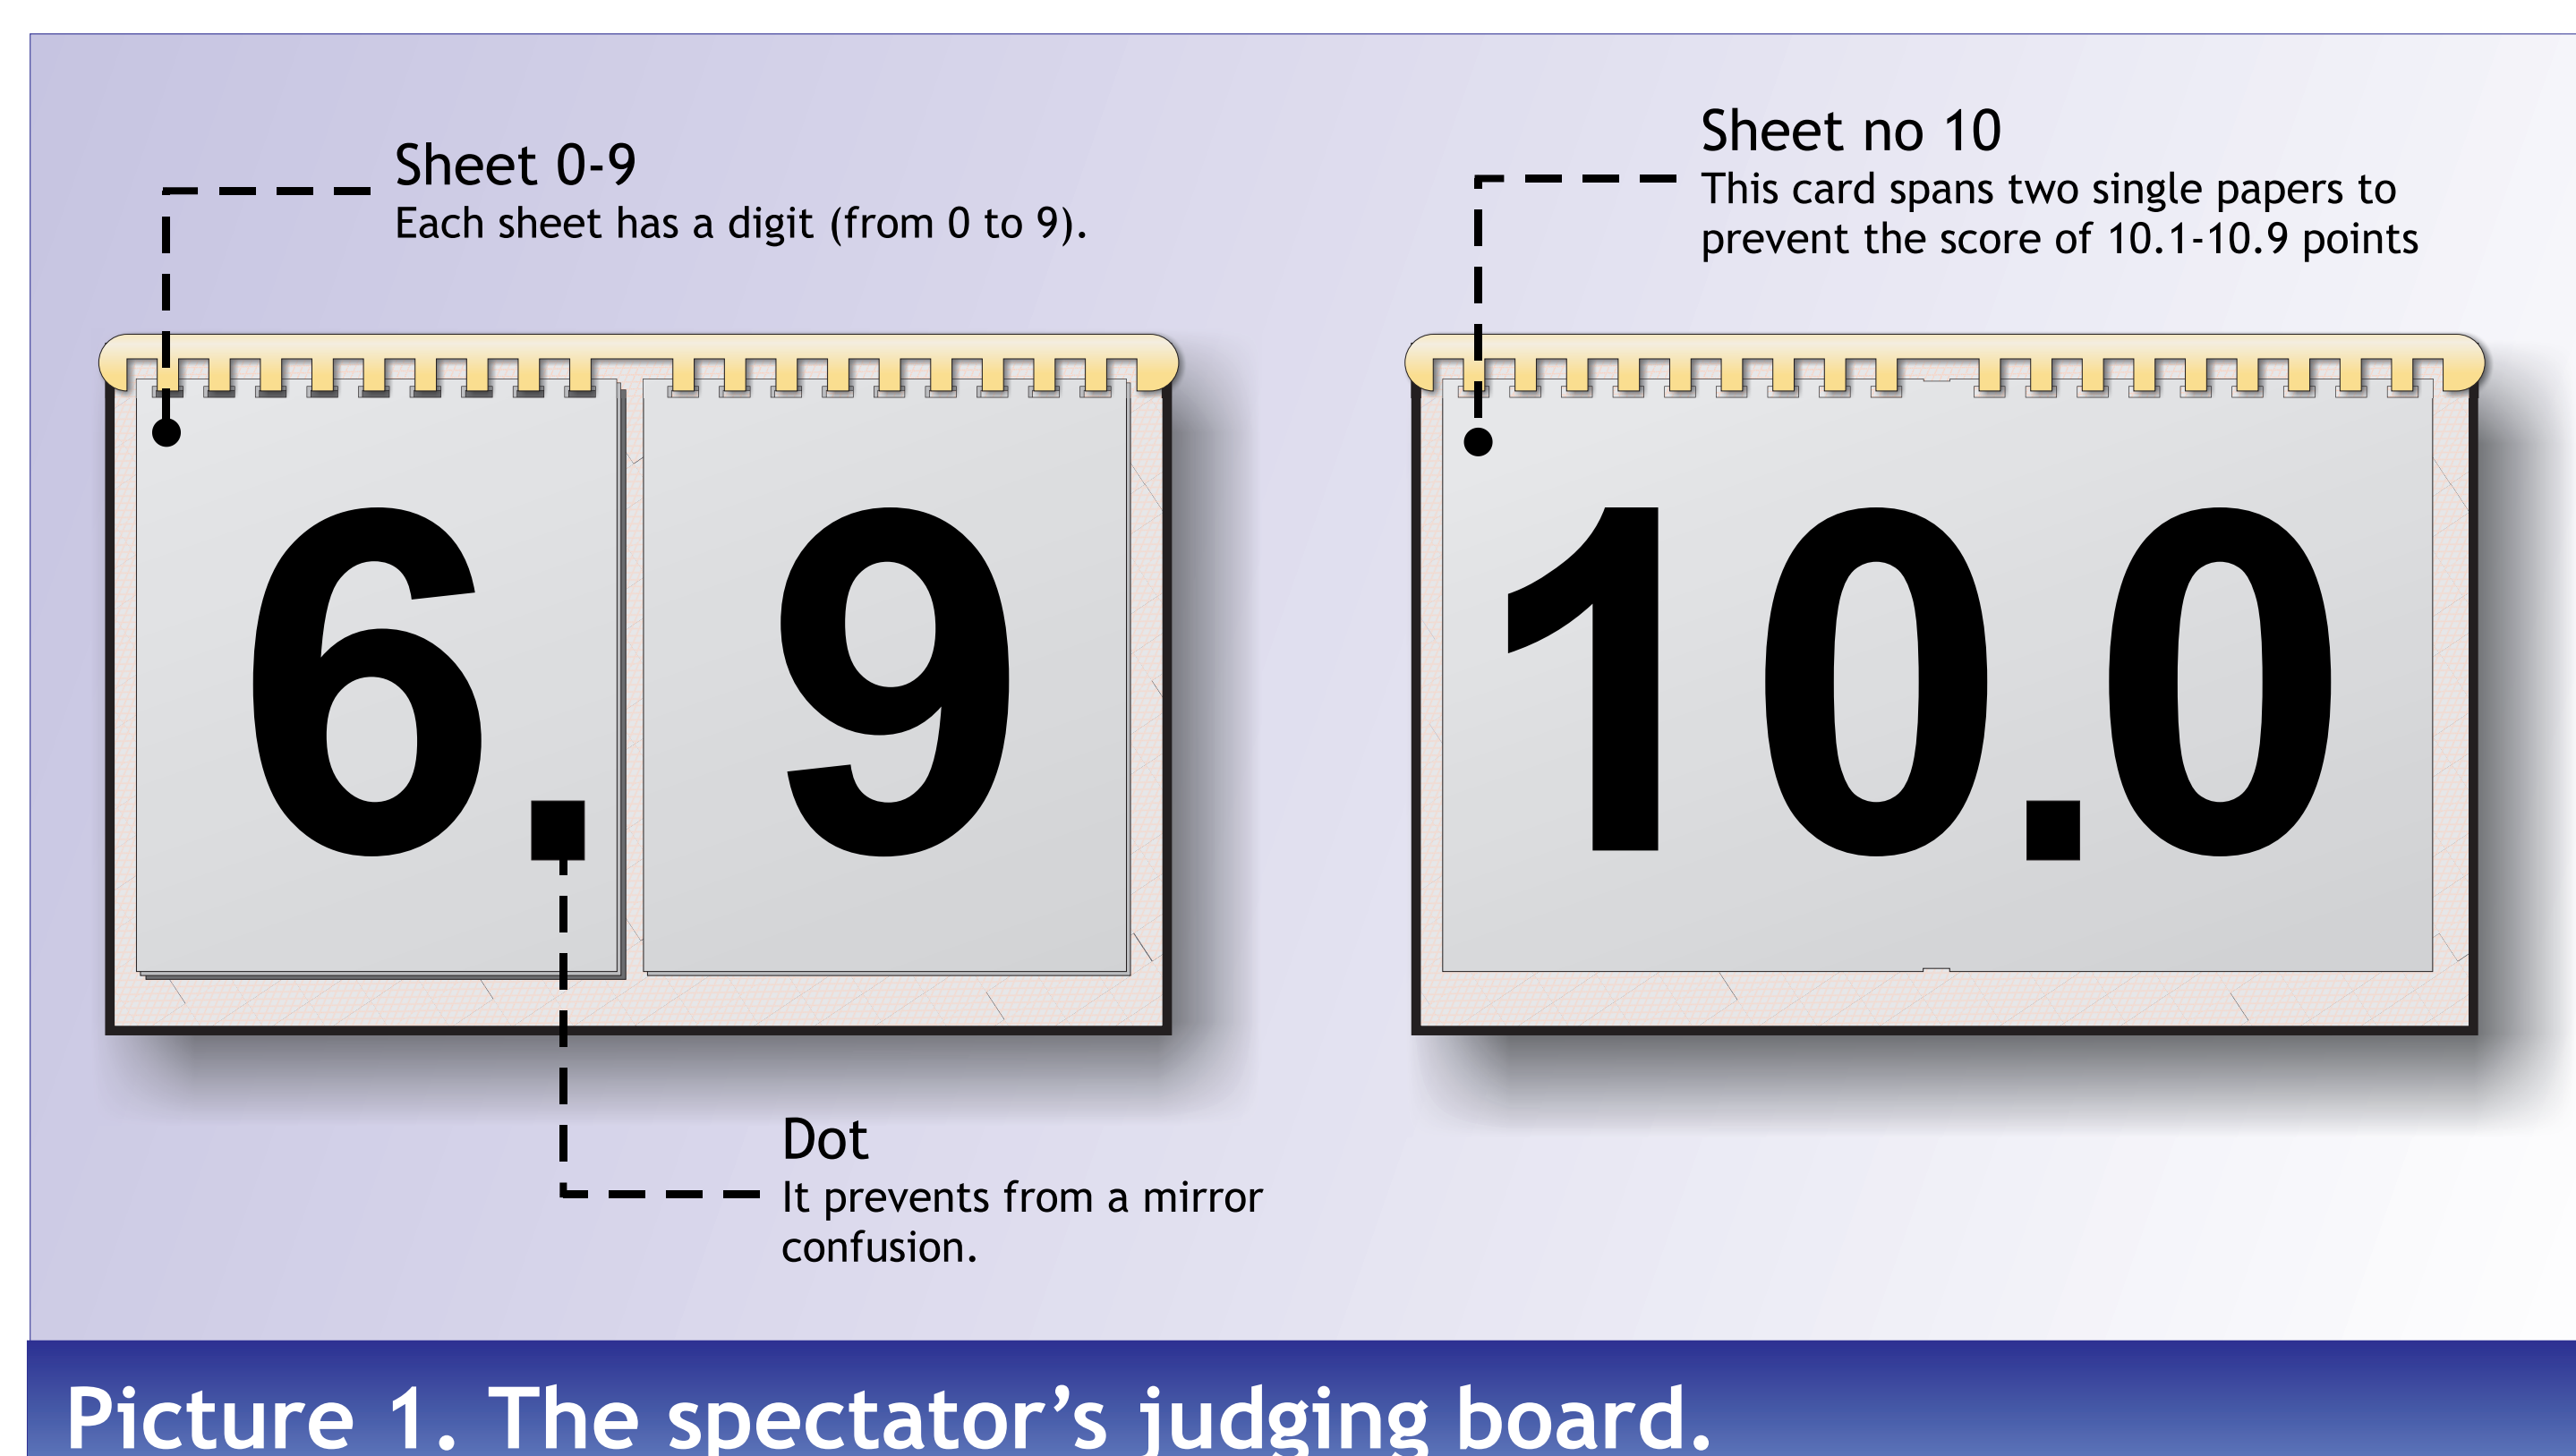 Sheet 0-9
Each sheet has a digit (from 0 to 9).
Sheet no 10
This card spans two single papers to
prevent the score of 10.1-10.9 points
6. 9
10.0
Dot
It prevents from a mirror
confusion.
Picture 1. The spectator’s judging board.